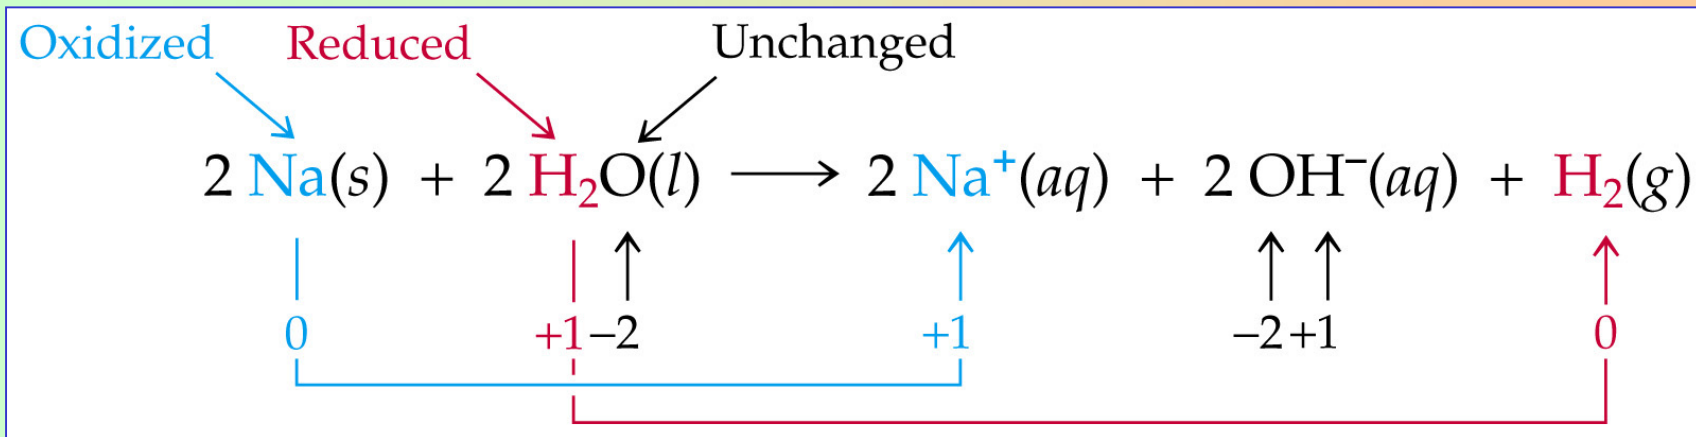 Oxidized Reduced Unchanged
2 Na(s) + 2 H₂O(l) ⟶ 2 Na⁺(aq) + 2 OH⁻(aq) + H₂(g)
0 +1 –2 +1 –2 +1 0